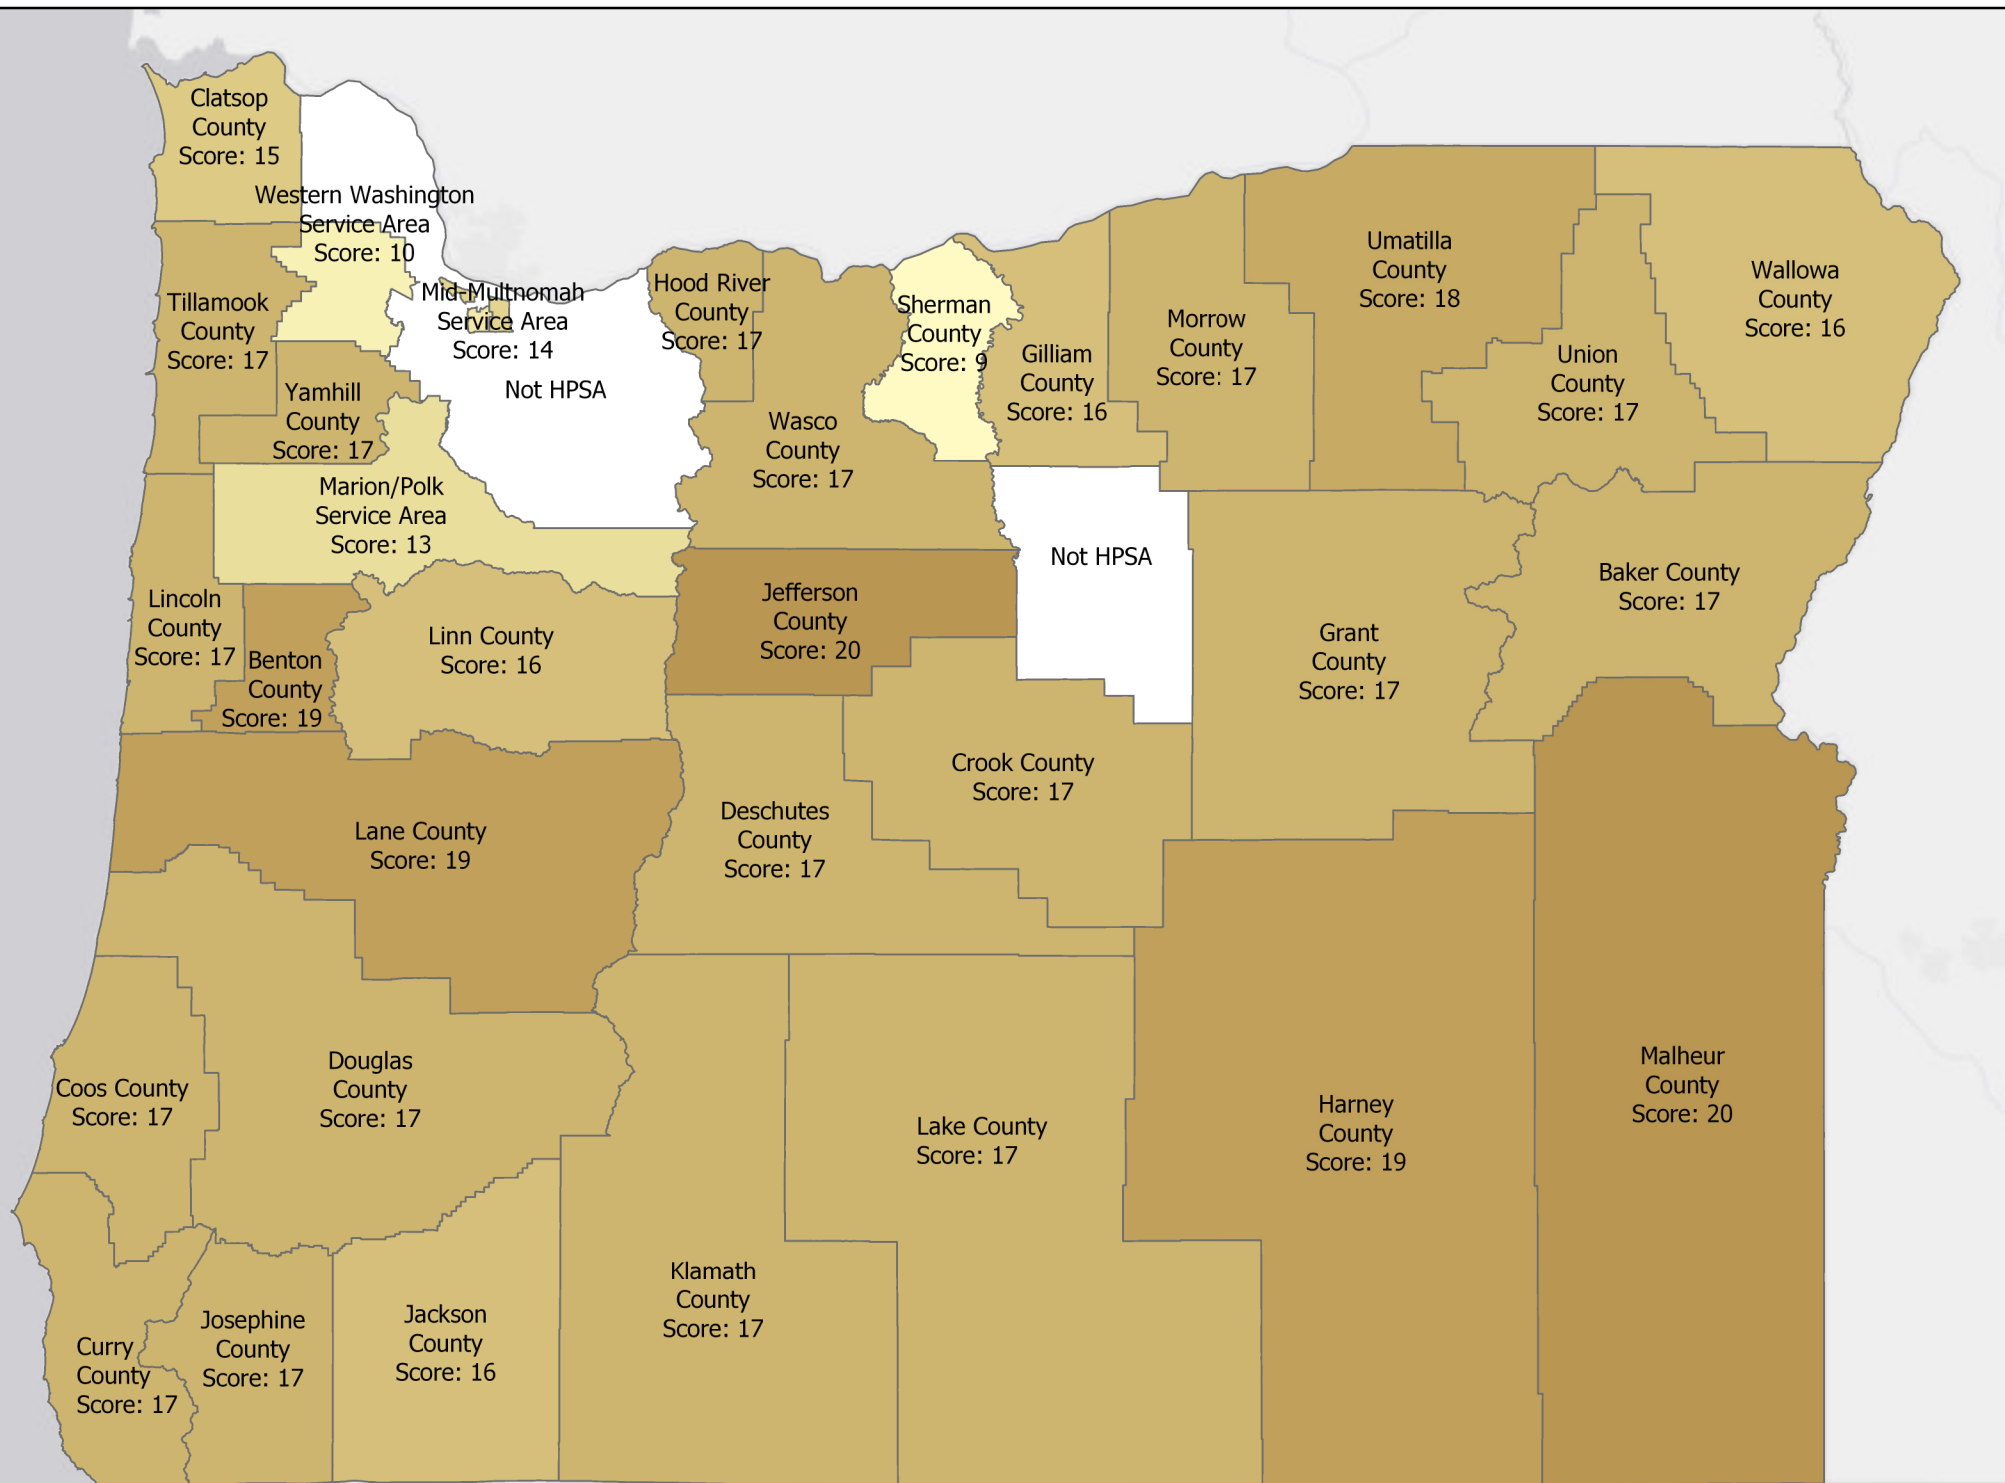 Clatsop
County
Score: 15
Western Washington
Service Area
Score: 10
Tillamook
County
Score: 17
Mid-Multnomah
Service Area
Score: 14
Not HPSA
Hood River
County
Score: 17
Sherman
County
Score: 9
Gilliam
County
Score: 16
Morrow
County
Score: 17
Umatilla
County
Score: 18
Union
County
Score: 17
Wallowa
County
Score: 16
Yamhill
County
Score: 17
Wasco
County
Score: 17
Marion/Polk
Service Area
Score: 13
Not HPSA
Baker County
Score: 17
Lincoln
County
Score: 17
Benton
County
Score: 19
Linn County
Score: 16
Jefferson
County
Score: 20
Grant
County
Score: 17
Crook County
Score: 17
Lane County
Score: 19
Deschutes
County
Score: 17
Coos County
Score: 17
Douglas
County
Score: 17
Lake County
Score: 17
Harney
County
Score: 19
Malheur
County
Score: 20
Curry
County
Score: 17
Josephine
County
Score: 17
Jackson
County
Score: 16
Klamath
County
Score: 17